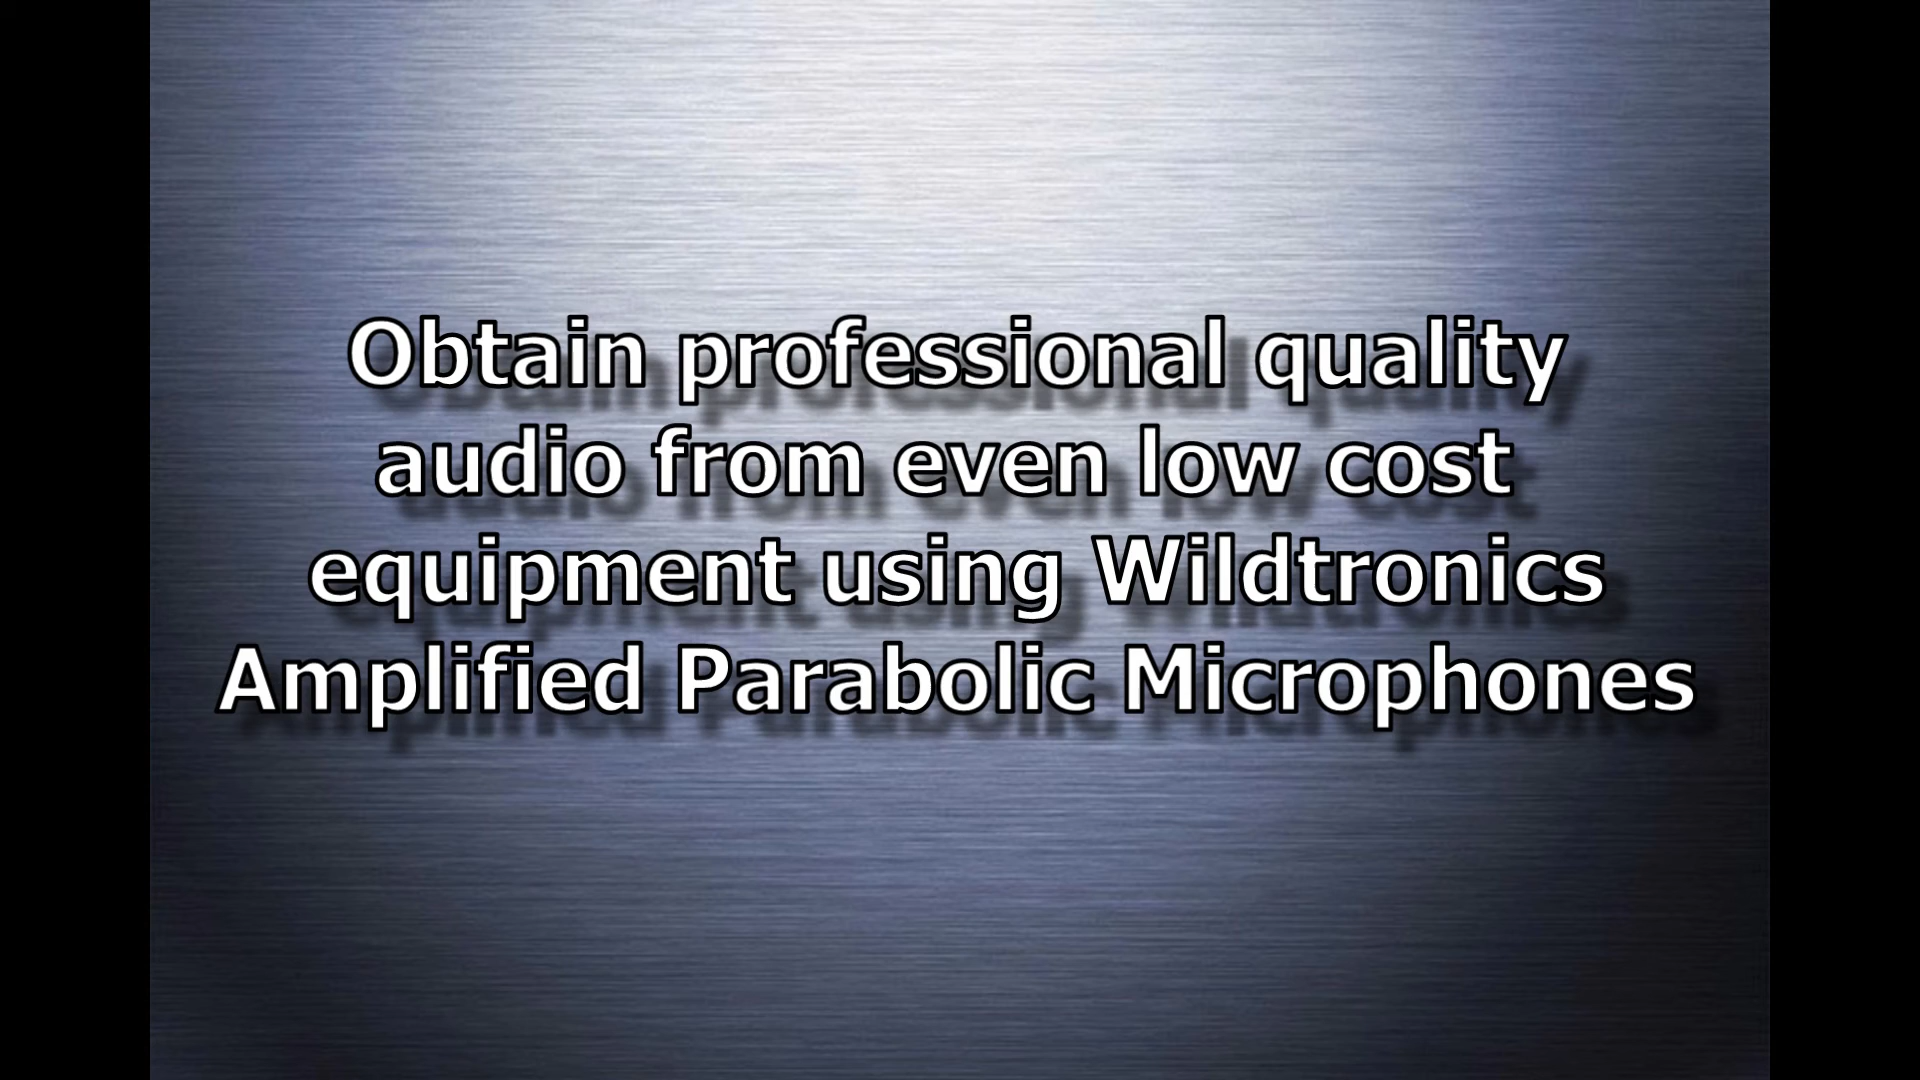 Obtain professional quality
audio from even low cost
equipment using Wildtronics
Amplified Parabolic Microphones